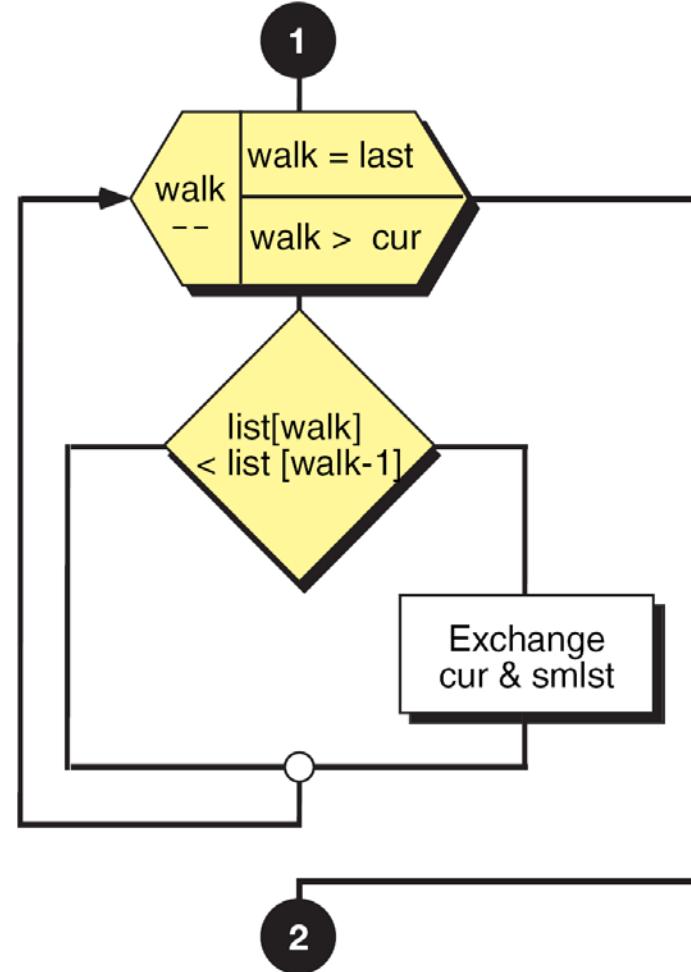 1
walk
--
walk = last
walk > cur
list[walk]
< list [walk-1]
Exchange
cur & smlst
2